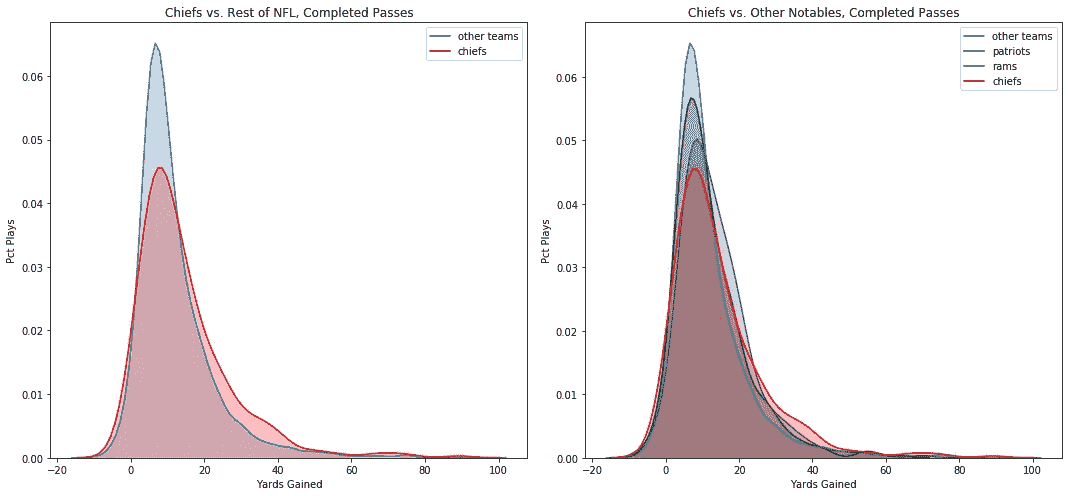 Chiefs vs. Rest of NFL, Completed Passes
other teams
chiefs
0.06
0.05
0.04
0.03
0.02
0.01
0.00
Pct Plays
−20 0 20 40 60 80 100
Yards Gained
Chiefs vs. Other Notables, Completed Passes
other teams
patriots
rams
chiefs
0.06
0.05
0.04
0.03
0.02
0.01
0.00
Pct Plays
−20 0 20 40 60 80 100
Yards Gained